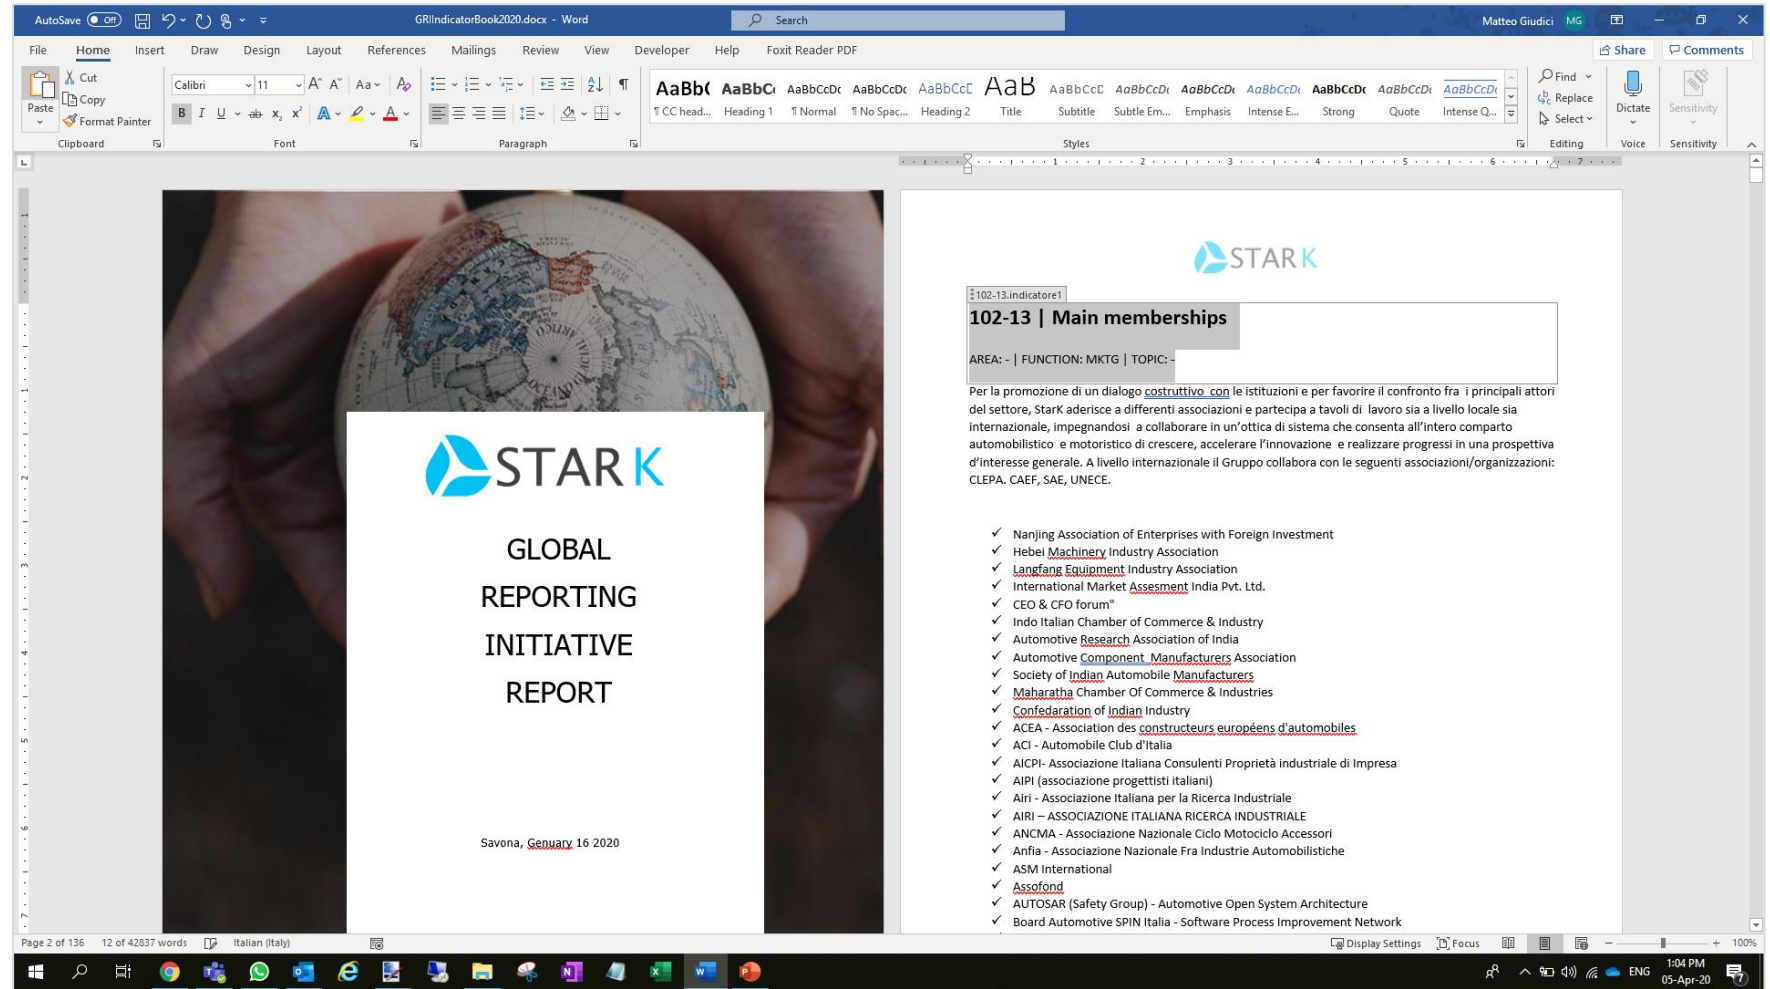 AutoSave Off GRIIndicatorBook2020.docx - Word Search Matteo Giudici MG
File Home Insert Draw Design Layout References Mailings Review View Developer Help Foxit Reader PDF Share Comments
Paste
Cut
Copy
Format Painter
Clipboard
Calibri 11
Font
Paragraph
AaBb( AaBbC AaBbCcDc AaBbCcDc AaBbCcD AaB AaBbCcD AaBbCcDt AaBbCcDt AaBbCcDt AaBbCcDc AaBbCcDt AaBbCcDt
¶ CC head... Heading 1 ¶ Normal ¶ No Spac... Heading 2 Title Subtitle Subtle Em... Emphasis Intense E... Strong Quote Intense Q...
Styles
Find
Replace
Select
Editing
Dictate
Voice
Sensitivity
Sensitivity
1 2 3 4 5 6 7
STARK
GLOBAL
REPORTING
INITIATIVE
REPORT
Savona, Genuary 16 2020
STARK
102-13.indicatore1
102-13 | Main memberships
AREA: - | FUNCTION: MKTG | TOPIC: -
Per la promozione di un dialogo costruttivo con le istituzioni e per favorire il confronto fra i principali attori
del settore, StarK aderisce a differenti associazioni e partecipa a tavoli di lavoro sia a livello locale sia
internazionale, impegnandosi a collaborare in un'ottica di sistema che consenta all'intero comparto
automobilistico e motoristico di crescere, accelerare l'innovazione e realizzare progressi in una prospettiva
d'interesse generale. A livello internazionale il Gruppo collabora con le seguenti associazioni/organizzazioni:
CLEPA. CAEF, SAE, UNECE.
✓ Nanjing Association of Enterprises with Foreign Investment
✓ Hebei Machinery Industry Association
✓ Langfang Equipment Industry Association
✓ International Market Assesment India Pvt. Ltd.
✓ CEO & CFO forum"
✓ Indo Italian Chamber of Commerce & Industry
✓ Automotive Research Association of India
✓ Automotive Component Manufacturers Association
✓ Society of Indian Automobile Manufacturers
✓ Maharatha Chamber Of Commerce & Industries
✓ Confedaration of Indian Industry
✓ ACEA - Association des constructeurs européens d'automobiles
✓ ACI - Automobile Club d'Italia
✓ AICPI- Associazione Italiana Consulenti Proprietà industriale di Impresa
✓ AIPI (associazione progettisti italiani)
✓ Airi - Associazione Italiana per la Ricerca Industriale
✓ AIRI – ASSOCIAZIONE ITALIANA RICERCA INDUSTRIALE
✓ ANCMA - Associazione Nazionale Ciclo Motociclo Accessori
✓ Anfia - Associazione Nazionale Fra Industrie Automobilistiche
✓ ASM International
✓ Assofond
✓ AUTOSAR (Safety Group) - Automotive Open System Architecture
✓ Board Automotive SPIN Italia - Software Process Improvement Network
Page 2 of 136 12 of 42837 words Italian (Italy) Display Settings Focus 100%
ENG 1:04 PM
05-Apr-20